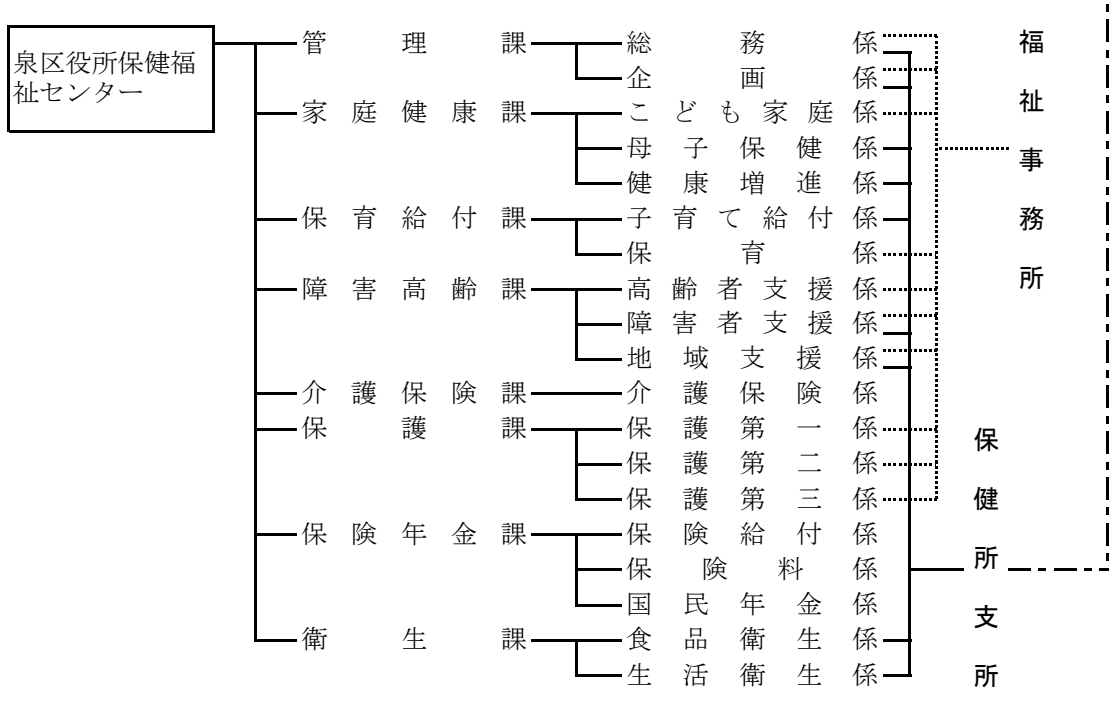 泉区役所保健福
祉センター
管理課
総務係
企画係
家庭健康課
こども家庭係
母子保健係
健康増進係
保育給付課
子育て給付係
保育係
障害高齢課
高齢者支援係
障害者支援係
地域支援係
介護保険課
介護保険係
保護課
保護第一係
保護第二係
保護第三係
保険年金課
保険給付係
保険料係
国民年金係
衛生課
食品衛生係
生活衛生係
福祉事務所
保健所支所